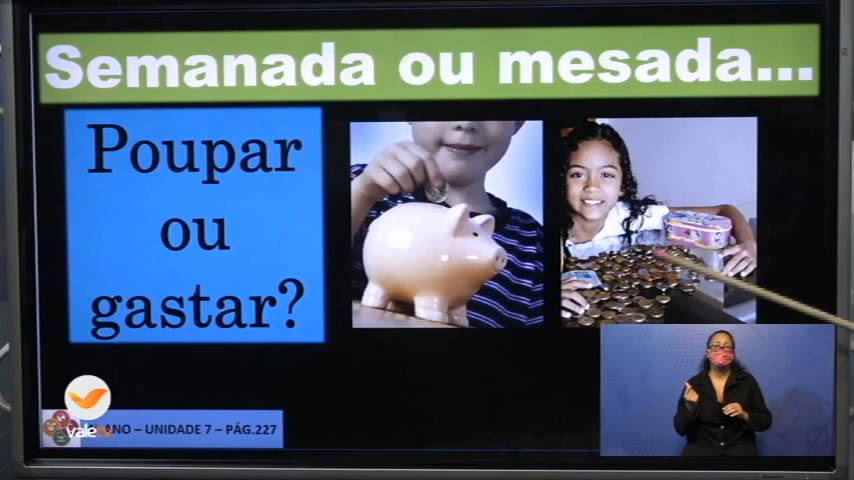 Semanada ou mesada...
Poupar
ou
gastar?
ANO – UNIDADE 7 – PÁG.227
vale